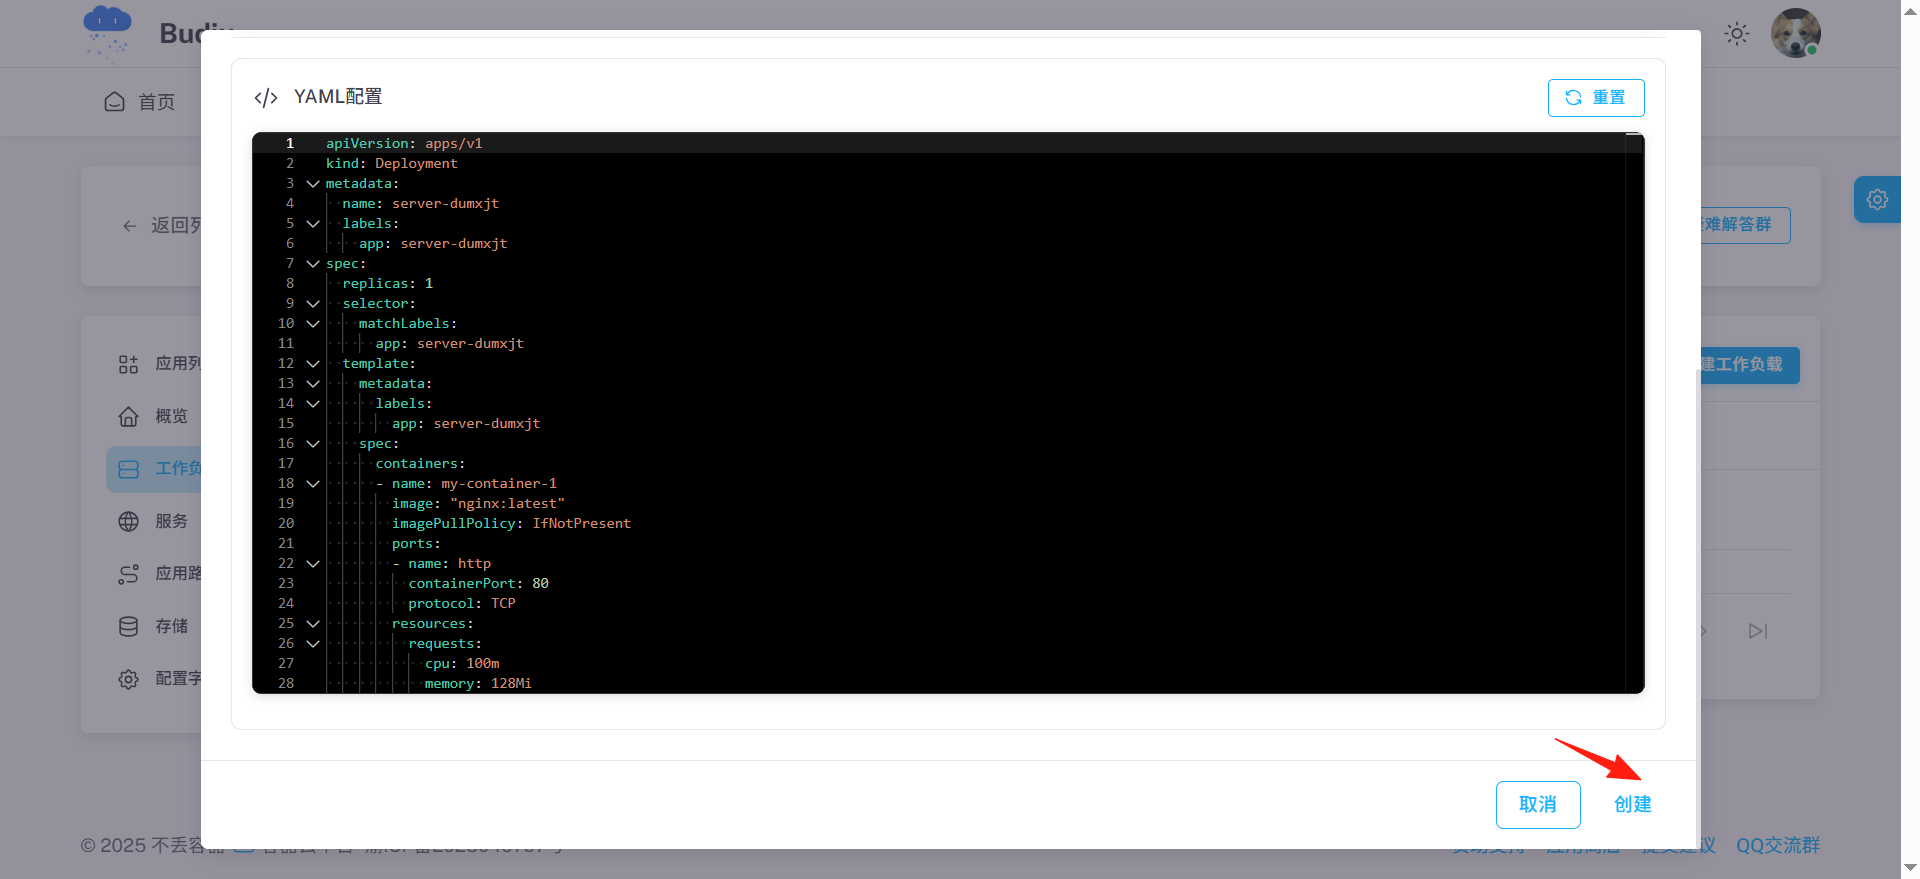 首页
返回列
应用列
概览
工作负
服务
应用路
存储
配置字
YAML配置
重置
1 apiVersion: apps/v1
2 kind: Deployment
3 metadata:
4 name: server-dumxjt
5 labels:
6 app: server-dumxjt
7 spec:
8 replicas: 1
9 selector:
10 matchLabels:
11 app: server-dumxjt
12 template:
13 metadata:
14 labels:
15 app: server-dumxjt
16 spec:
17 containers:
18 - name: my-container-1
19 image: "nginx:latest"
20 imagePullPolicy: IfNotPresent
21 ports:
22 - name: http
23 containerPort: 80
24 protocol: TCP
25 resources:
26 requests:
27 cpu: 100m
28 memory: 128Mi
难解答群
建工作负载
取消
创建
© 2025 不丢容器
QQ交流群